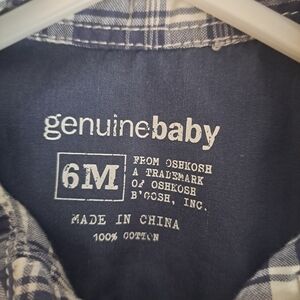 genuinebaby
6M
FROM OSHKOSH
A TRADEMARK
OF OSHKOSH
B'GOSH, INC.
MADE IN CHINA
100% COTTON